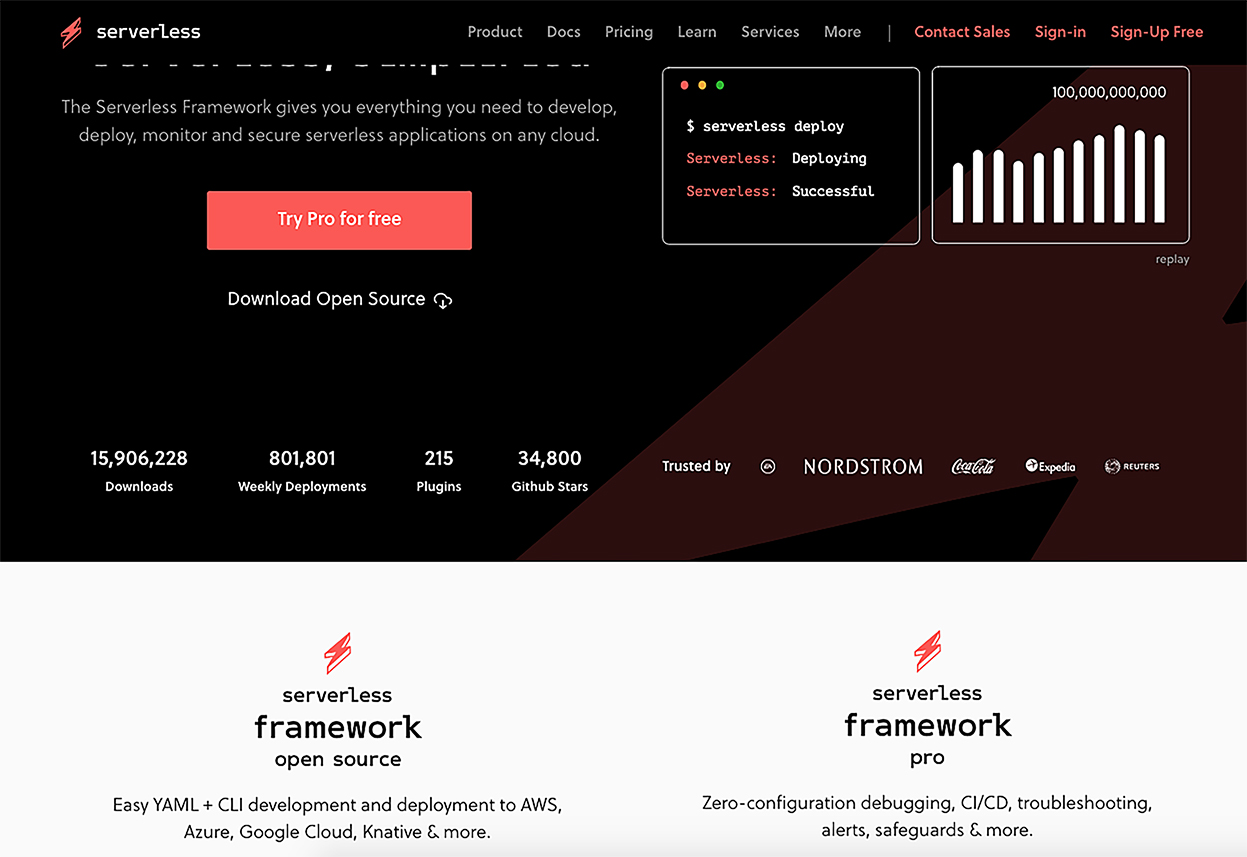 serverless
Product Docs Pricing Learn Services More | Contact Sales Sign-in Sign-Up Free
The Serverless Framework gives you everything you need to develop,
deploy, monitor and secure serverless applications on any cloud.
Try Pro for free
Download Open Source
$ serverless deploy
Serverless: Deploying
Serverless: Successful
100,000,000,000
replay
15,906,228
Downloads
801,801
Weekly Deployments
215
Plugins
34,800
Github Stars
Trusted by
EA
NORDSTROM
Coca-Cola
Expedia
REUTERS
serverless
framework
open source
Easy YAML + CLI development and deployment to AWS,
Azure, Google Cloud, Knative & more.
serverless
framework
pro
Zero-configuration debugging, CI/CD, troubleshooting,
alerts, safeguards & more.